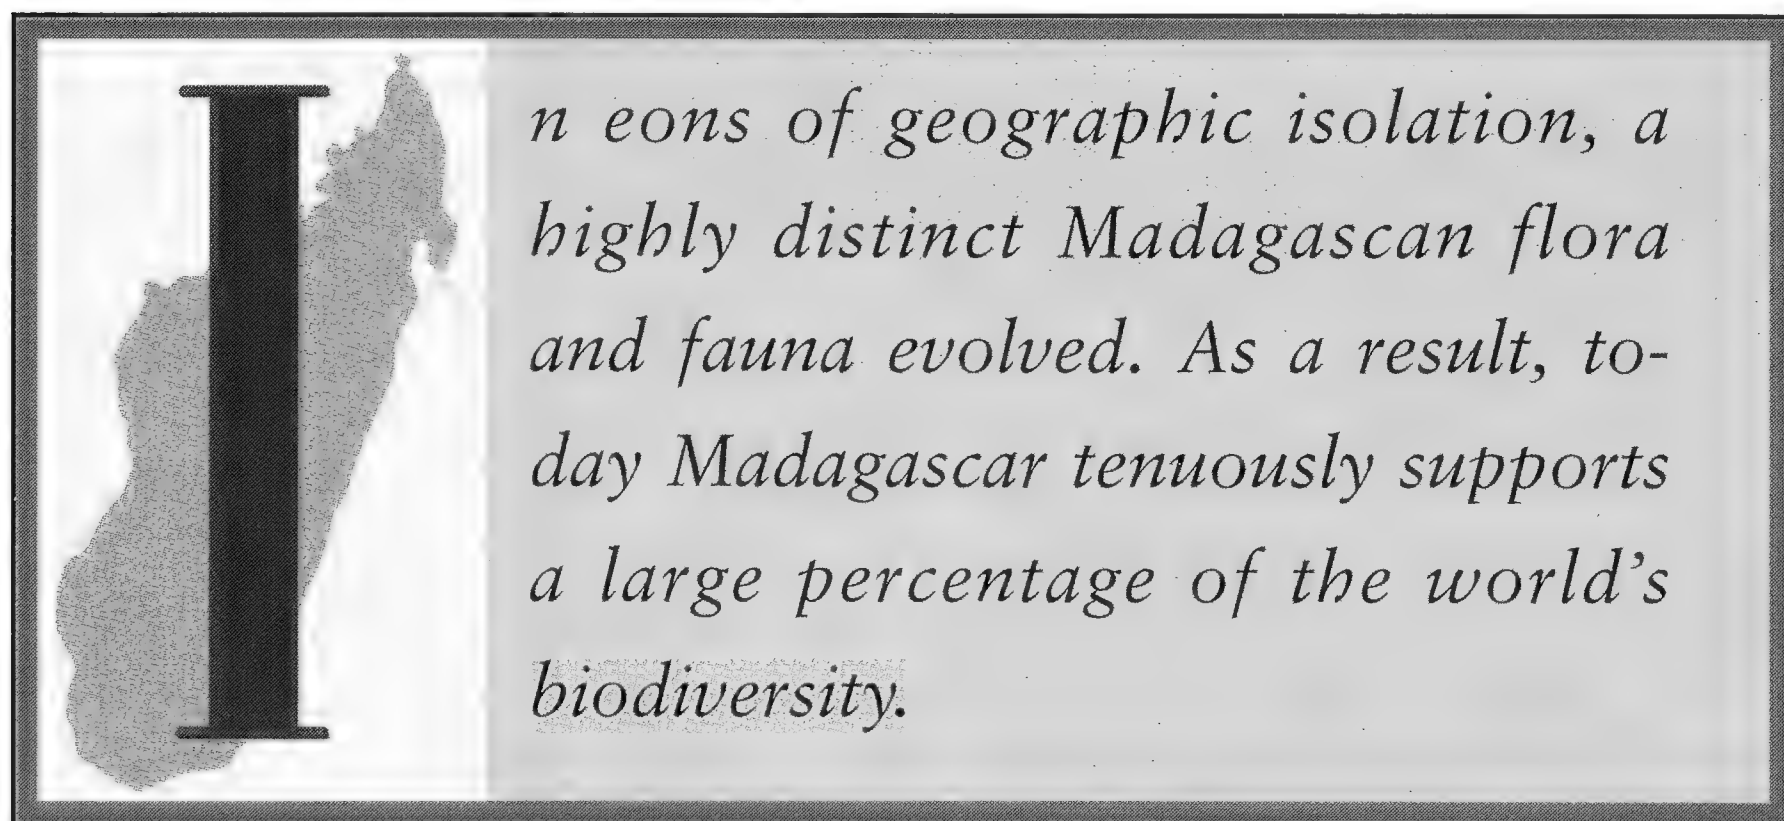 In eons of geographic isolation, a
highly distinct Madagascan flora
and fauna evolved. As a result, to-
day Madagascar tenuously supports
a large percentage of the world’s
biodiversity.